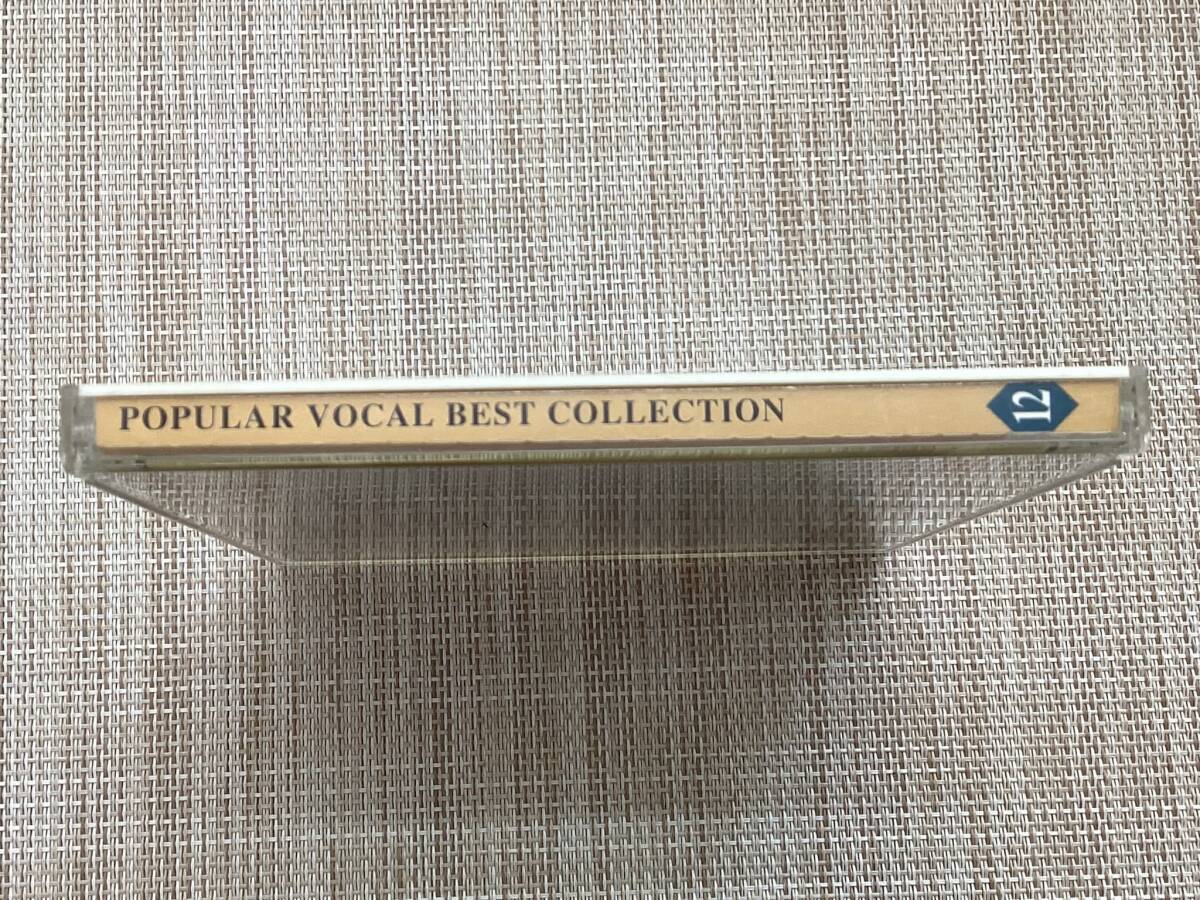 POPULAR VOCAL BEST COLLECTION
12